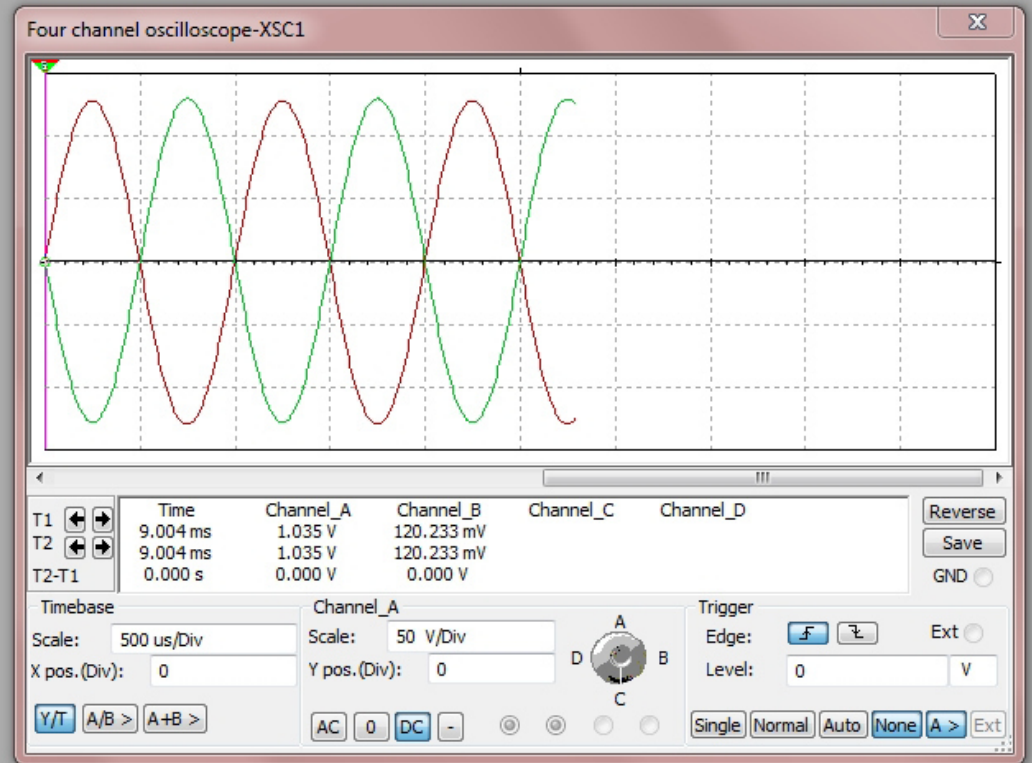 Four channel oscilloscope-XSC1
Time Channel_A Channel_B Channel_C Channel_D
T1 9.004 ms 1.035 V 120.233 mV
T2 9.004 ms 1.035 V 120.233 mV
T2-T1 0.000 s 0.000 V 0.000 V
Reverse
Save
GND
Timebase
Scale: 500 us/Div
X pos.(Div): 0
Y/T A/B > A+B >
Channel_A
Scale: 50 V/Div
Y pos.(Div): 0
AC 0 DC -
A
D B
C
Trigger
Edge: Ext
Level: 0 V
Single Normal Auto None A > Ext